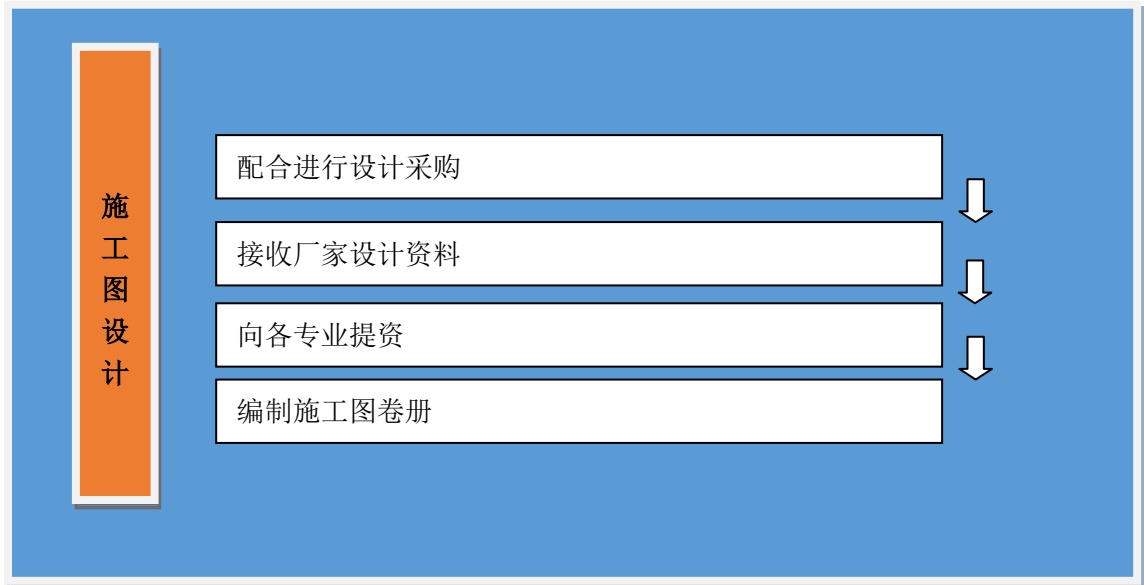 施工图设计
配合进行设计采购
接收厂家设计资料
向各专业提资
编制施工图卷册